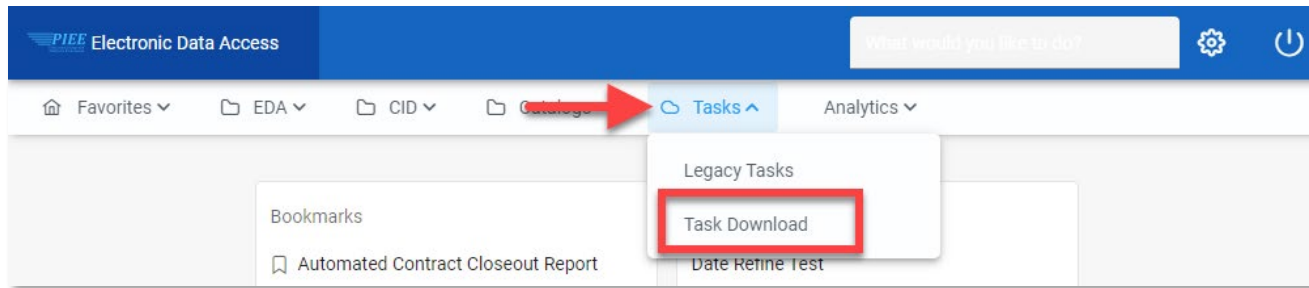 PIEE Electronic Data Access What would you like to do?
Favorites EDA CID Catalogs Tasks Analytics
Legacy Tasks
Task Download
Bookmarks
Automated Contract Closeout Report Date Refine Test